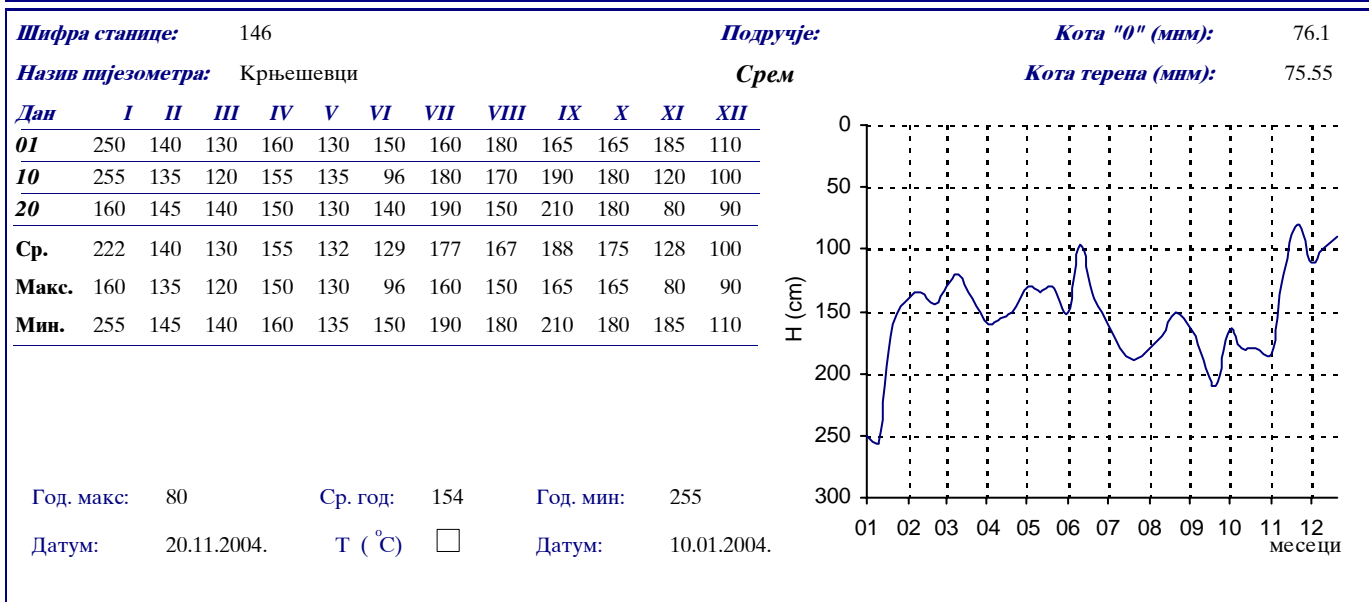 Шифра станице: 146 Подручје: Кота "0" (мнм): 76.1
Назив пијезометра: Крњешевци Срем Кота терена (мнм): 75.55
Дан I II III IV V VI VII VIII IX X XI XII
01 250 140 130 160 130 150 160 180 165 165 185 110
10 255 135 120 155 135 96 180 170 190 180 120 100
20 160 145 140 150 130 140 190 150 210 180 80 90
Ср. 222 140 130 155 132 129 177 167 188 175 128 100
Макс. 160 135 120 150 130 96 160 150 165 165 80 90
Мин. 255 145 140 160 135 150 190 180 210 180 185 110
Год. макс: 80 Ср. год: 154 Год. мин: 255
Датум: 20.11.2004. T ( °C) Датум: 10.01.2004.
0
50
100
150
200
250
300
H (cm)
01 02 03 04 05 06 07 08 09 10 11 12
месеци